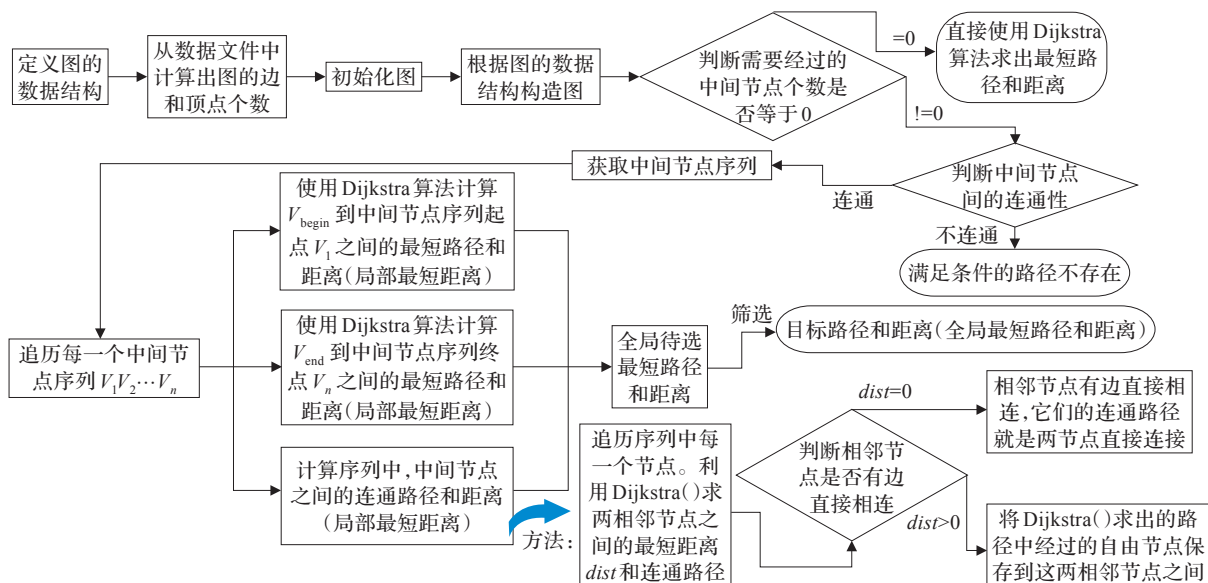 定义图的
数据结构
从数据文件中
计算出图的边
和顶点个数
初始化图
根据图的数据
结构构造图
判断需要经过的
中间节点个数是
否等于0
=0
直接使用Dijkstra
算法求出最短路
径和距离
!=0
判断中间节点
间的连通性
连通
获取中间节点序列
不连通
满足条件的路径不存在
追历每一个中间节
点序列V1V2…Vn
使用Dijkstra算法计算
Vbegin到中间节点序列起
点V1之间的最短路径和
距离(局部最短距离)
使用Dijkstra算法计算
Vend到中间节点序列终
点Vn之间的最短路径和
距离(局部最短距离)
计算序列中,中间节点
之间的连通路径和距离
(局部最短距离)
全局待选
最短路径
和距离
筛选
目标路径和距离(全局最短路径和距离)
方法:
追历序列中每
一个节点。利
用Dijkstra()求
两相邻节点之
间的最短距离
dist和连通路径
判断相邻节
点是否有边
直接相连
dist=0
相邻节点有边直接相
连,它们的连通路径
就是两节点直接连接
dist>0
将Dijkstra()求出的路
径中经过的自由节点保
存到这两相邻节点之间